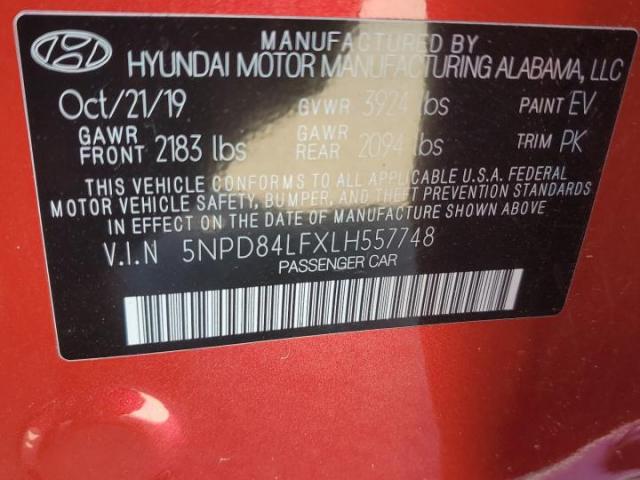 MANUFACTURED BY
HYUNDAI MOTOR MANUFACTURING ALABAMA, LLC
Oct/21/19 GVWR 3924 lbs PAINT EV
GAWR FRONT 2183 lbs GAWR REAR 2094 lbs TRIM PK
THIS VEHICLE CONFORMS TO ALL APPLICABLE U.S.A. FEDERAL
MOTOR VEHICLE SAFETY, BUMPER, AND THEFT PREVENTION STANDARDS
IN EFFECT ON THE DATE OF MANUFACTURE SHOWN ABOVE.
V.I.N 5NPD84LFXLH557748
PASSENGER CAR